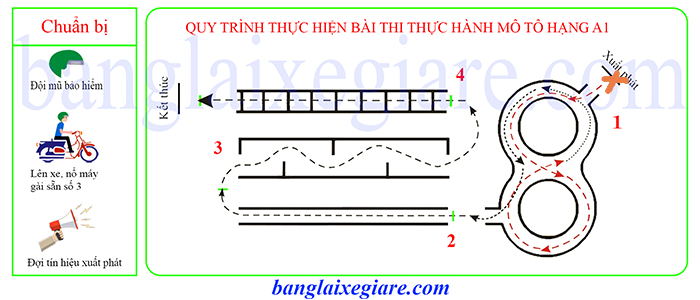 Chuẩn bị
Đội mũ bảo hiểm
Lên xe, nổ máy
gài sẵn số 3
Đợi tín hiệu xuất phát
QUY TRÌNH THỰC HIỆN BÀI THI THỰC HÀNH MÔ TÔ HẠNG A1
banglaixegiare.com
Kết thúc
Xuất phát
4
1
3
2
banglaixegiare.com